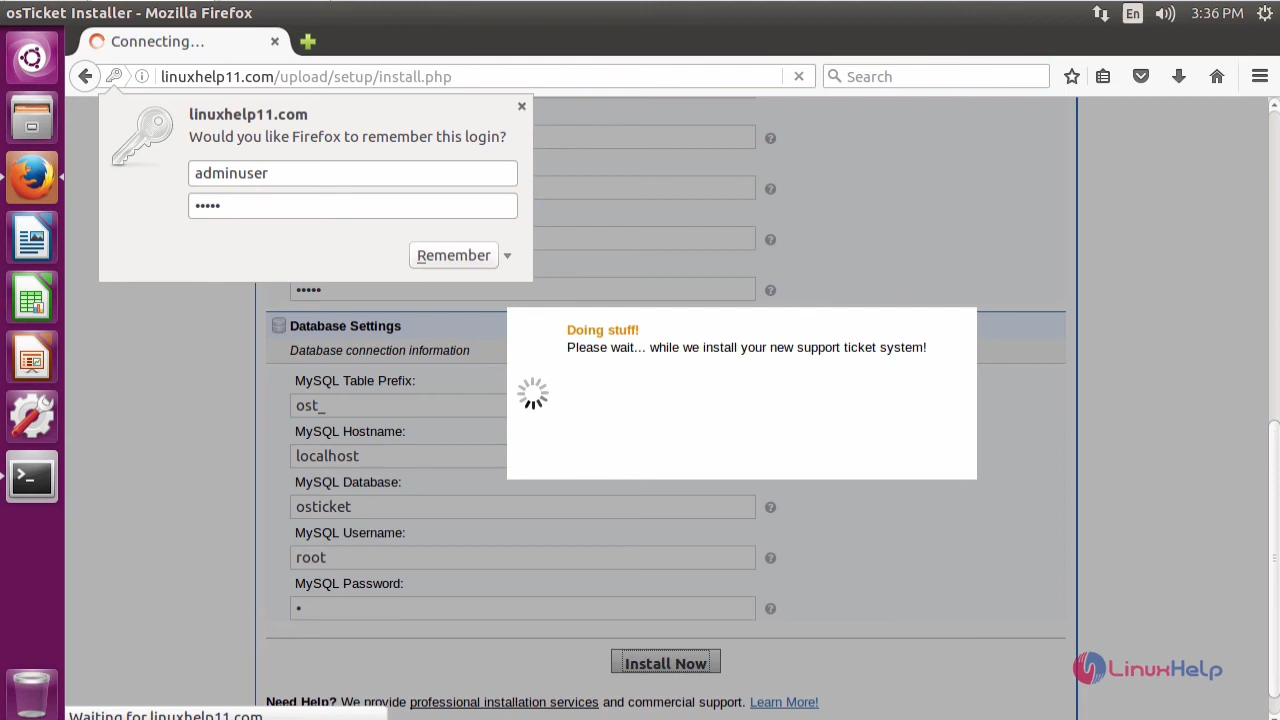 osTicket Installer - Mozilla Firefox
En
3:36 PM
Connecting...
linuxhelp11.com/upload/setup/install.php
Search
linuxhelp11.com
Would you like Firefox to remember this login?
adminuser
•••••
Remember
•••••
Database Settings
Database connection information
Doing stuff!
Please wait... while we install your new support ticket system!
MySQL Table Prefix:
ost_
MySQL Hostname:
localhost
MySQL Database:
osticket
MySQL Username:
root
MySQL Password:
•
Install Now
LinuxHelp
Need Help? We provide professional installation services and commercial support. Learn More!
Waiting for linuxhelp11.com